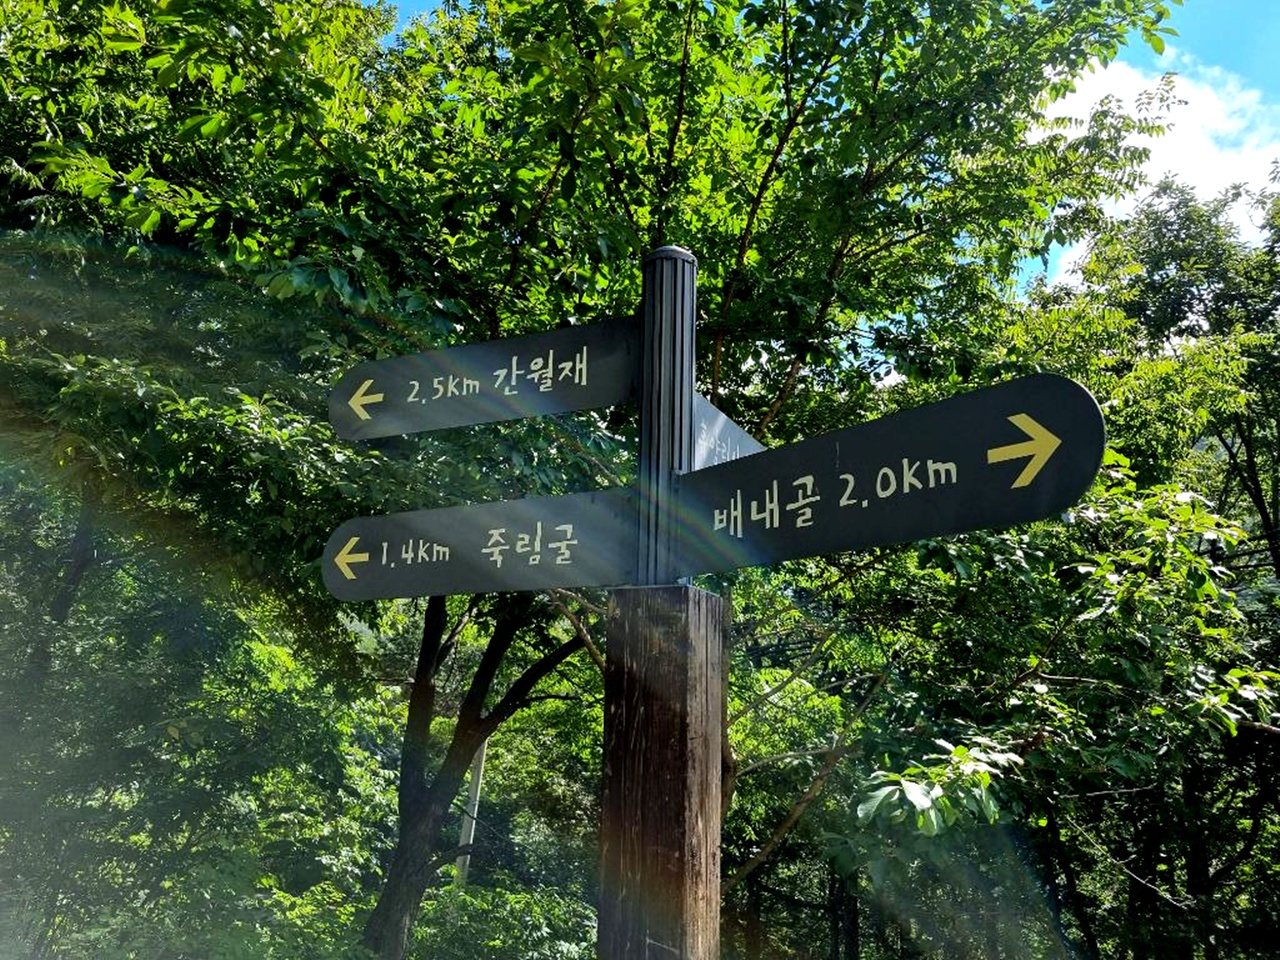 ← 2.5km 간월재
← 1.4km 죽림굴
배내골 2.0km →